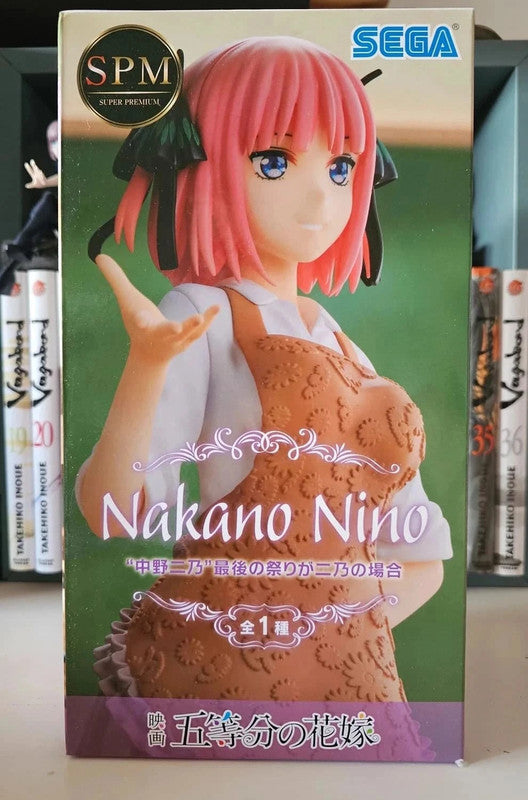 SPM
SUPER PREMIUM
SEGA®
Vagabond
19
TAKEHIKO INOUE
Vagabond
20
TAKEHIKO INOUE
35
TAKEHIKO INOUE
36
TAKEHIKO INOUE
Nakano Nino
“中野二乃”最後の祭りが二乃の場合
全1種
映画 五等分の花嫁